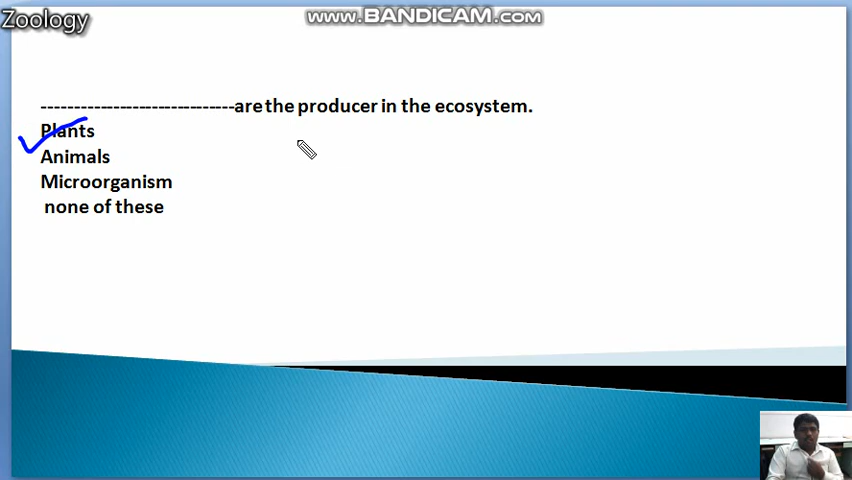 Zoology
www.BANDICAM.com
------------------------------are the producer in the ecosystem.
Plants
Animals
Microorganism
none of these